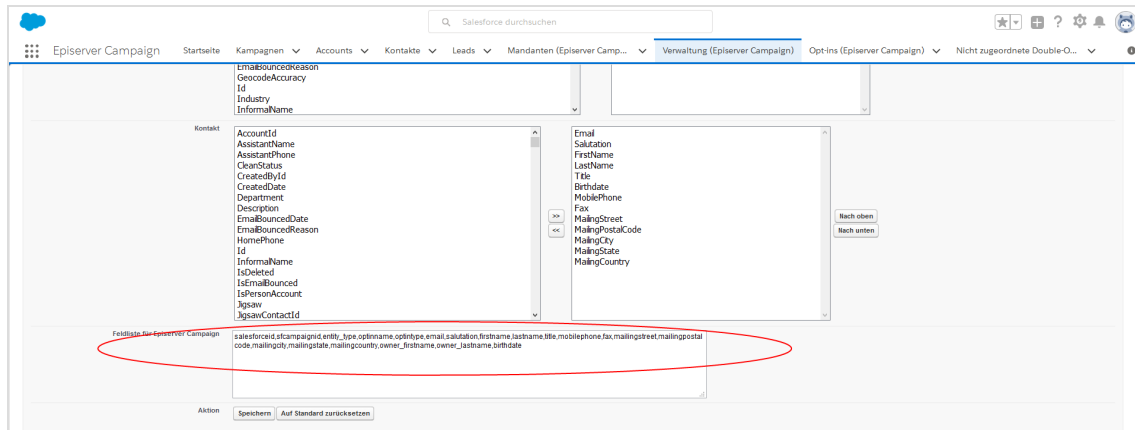 Salesforce durchsuchen
Episerver Campaign Startseite Kampagnen Accounts Kontakte Leads Mandanten (Episerver Camp... Verwaltung (Episerver Campaign) Opt-ins (Episerver Campaign) Nicht zugeordnete Double-O...
EmailBouncedReason
GeocodeAccuracy
Id
Industry
InformalName
Kontakt
AccountId
AssistantName
AssistantPhone
CleanStatus
CreatedById
CreatedDate
Department
Description
EmailBouncedDate
EmailBouncedReason
HomePhone
Id
InformalName
IsDeleted
IsEmailBounced
IsPersonAccount
Jigsaw
JigsawContactId
>>
<<
Email
Salutation
FirstName
LastName
Title
Birthdate
MobilePhone
Fax
MailingStreet
MailingPostalCode
MailingCity
MailingState
MailingCountry
Nach oben
Nach unten
Feldliste für Episerver Campaign
salesforceid,sfcampaignid,entity_type,optinname,optintype,email,salutation,firstname,lastname,title,mobilephone,fax,mailingstreet,mailingpostal
code,mailingcity,mailingstate,mailingcountry,owner_firstname,owner_lastname,birthdate
Aktion Speichern Auf Standard zurücksetzen